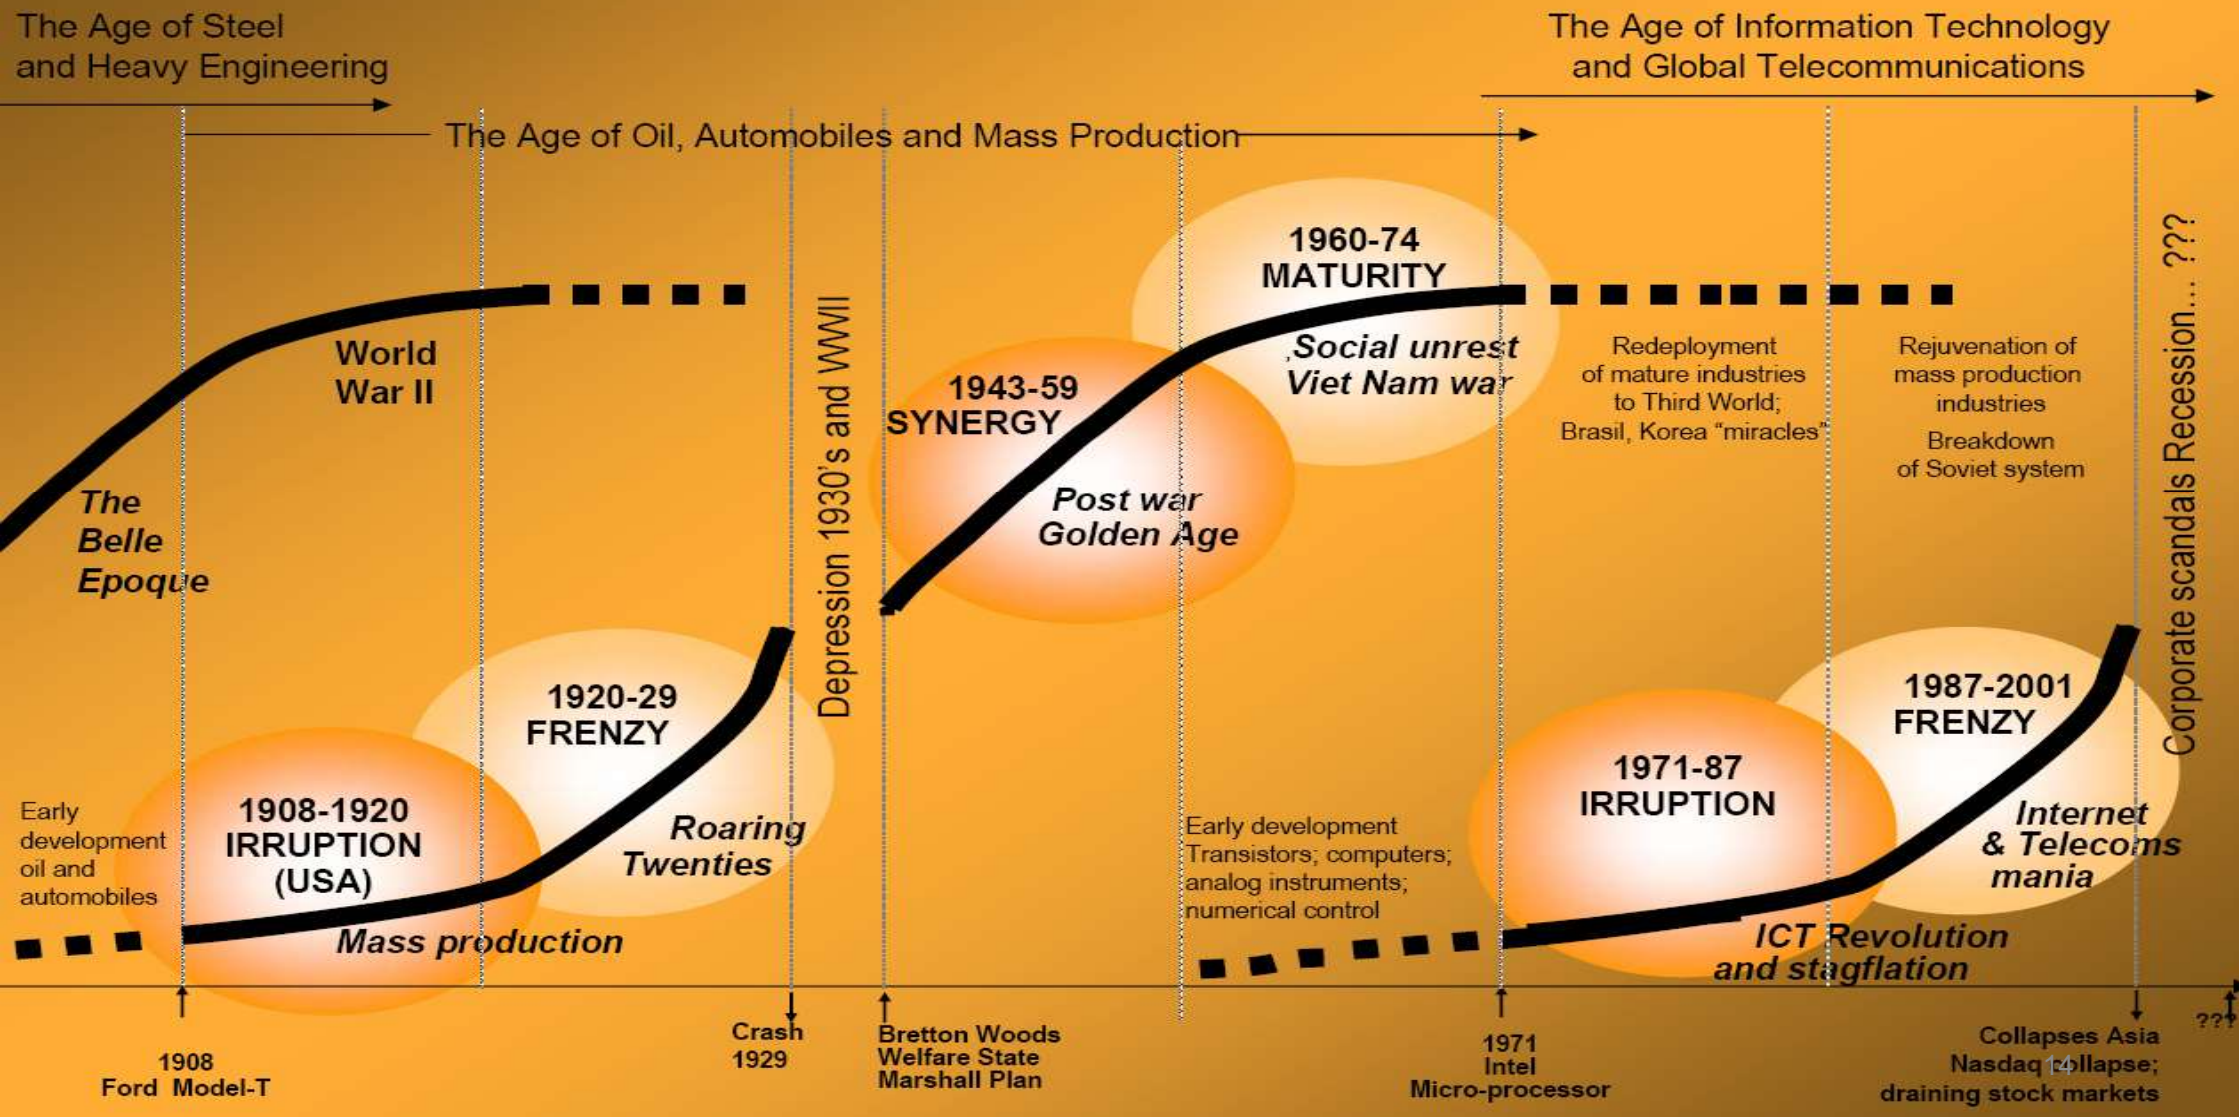 The Age of Steel
and Heavy Engineering
The Age of Information Technology
and Global Telecommunications
The Age of Oil, Automobiles and Mass Production
World
War II
The
Belle
Epoque
Depression 1930's and WWII
1943-59
SYNERGY
Post war
Golden Age
1960-74
MATURITY
Social unrest
Viet Nam war
Redeployment
of mature industries
to Third World;
Brasil, Korea “miracles”
Rejuvenation of
mass production
industries
Breakdown
of Soviet system
Corporate scandals Recession... ???
Early
development
oil and
automobiles
1908-1920
IRRUPTION
(USA)
Mass production
1920-29
FRENZY
Roaring
Twenties
Early development
Transistors; computers;
analog instruments;
numerical control
1971-87
IRRUPTION
ICT Revolution
and stagflation
1987-2001
FRENZY
Internet
& Telecoms
mania
1908
Ford Model-T
Crash
1929
Bretton Woods
Welfare State
Marshall Plan
1971
Intel
Micro-processor
Collapses Asia
Nasdaq collapse;
draining stock markets
14
???